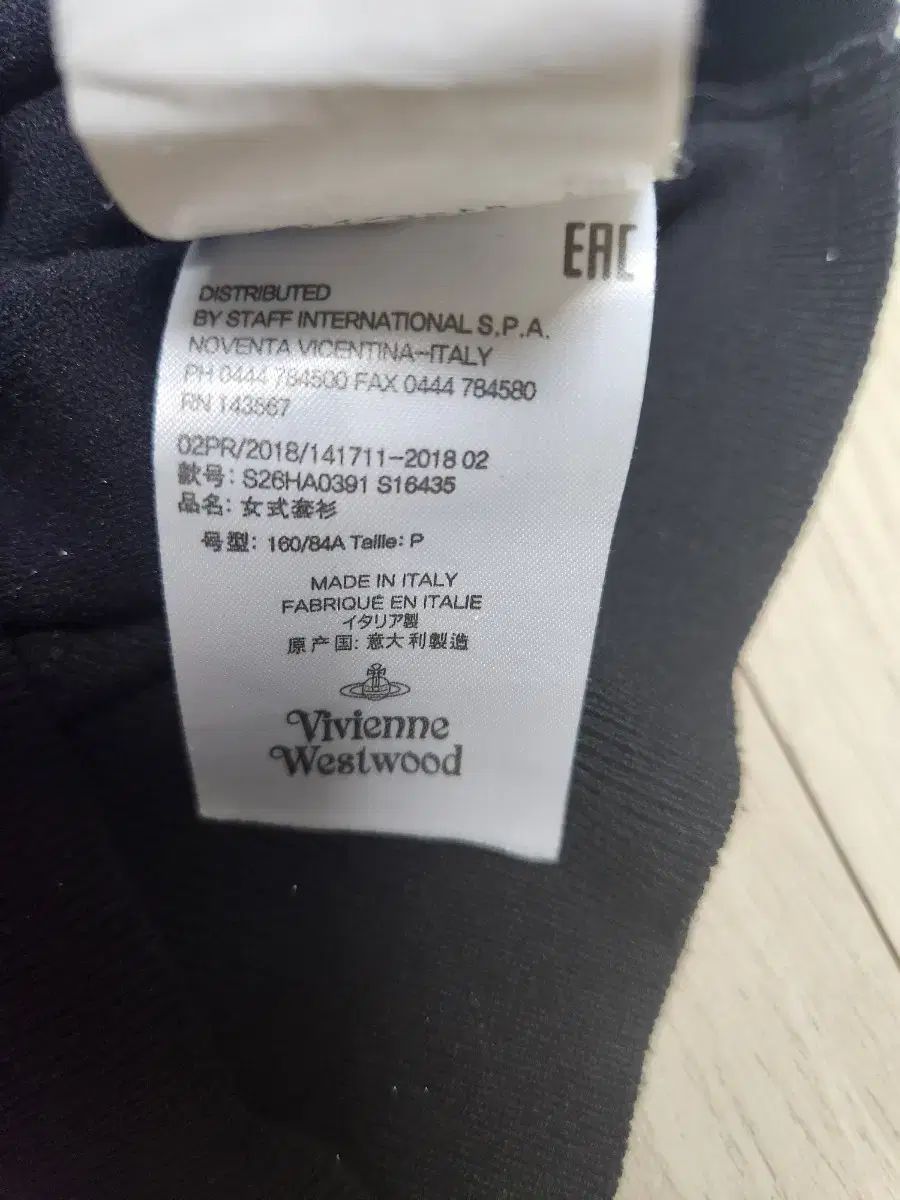 EAC
DISTRIBUTED
BY STAFF INTERNATIONAL S.P.A.
NOVENTA VICENTINA-ITALY
PH 0444 784500 FAX 0444 784580
RN 143567
02PR/2018/141711-2018 02
款号: S26HA0391 S16435
品名: 女式套衫
号型: 160/84A Taille: P
MADE IN ITALY
FABRIQUÉ EN ITALIE
イタリア製
原产国: 意大利製造
Vivienne
Westwood